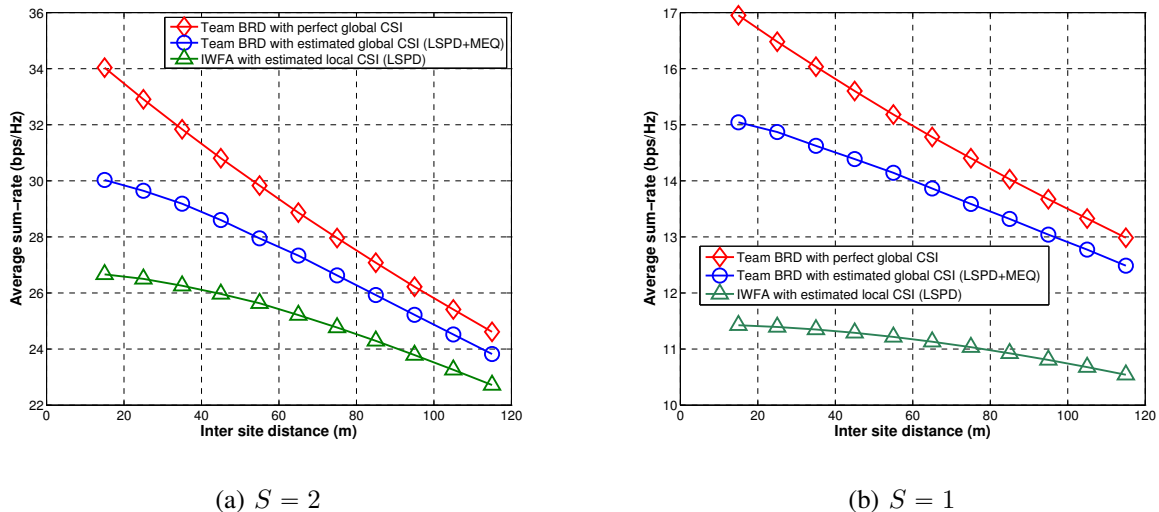 36
34
32
30
28
26
24
22
0
20
40
60
80
100
120
Average sum−rate (bps/Hz)
Inter site distance (m)
Team BRD with perfect global CSI
Team BRD with estimated global CSI (LSPD+MEQ)
IWFA with estimated local CSI (LSPD)
(a) S = 2
17
16
15
14
13
12
11
10
0
20
40
60
80
100
120
Average sum−rate (bps/Hz)
Inter site distance (m)
Team BRD with perfect global CSI
Team BRD with estimated global CSI (LSPD+MEQ)
IWFA with estimated local CSI (LSPD)
(b) S = 1